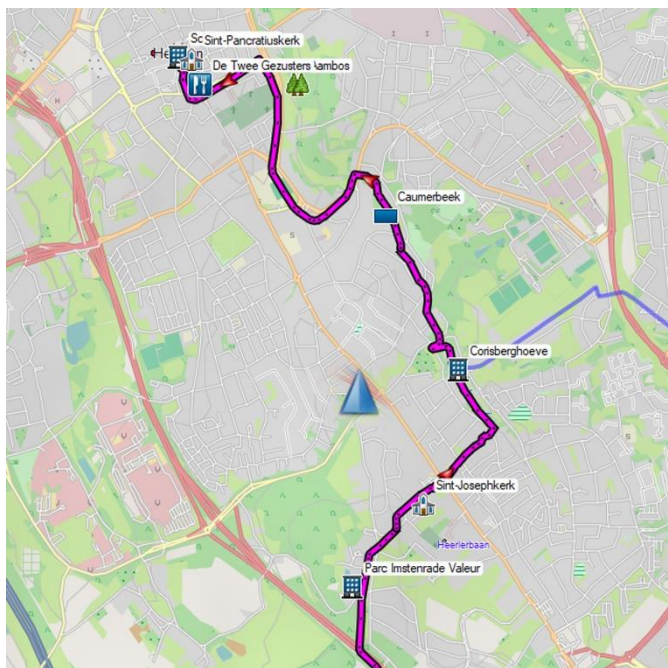 Sint-Pancratiuskerk
De Twee Gezusters
Caumerbeek
Corisberghoeve
Sint-Josephkerk
Heerlerbaan
Parc Imstenrade Valeur